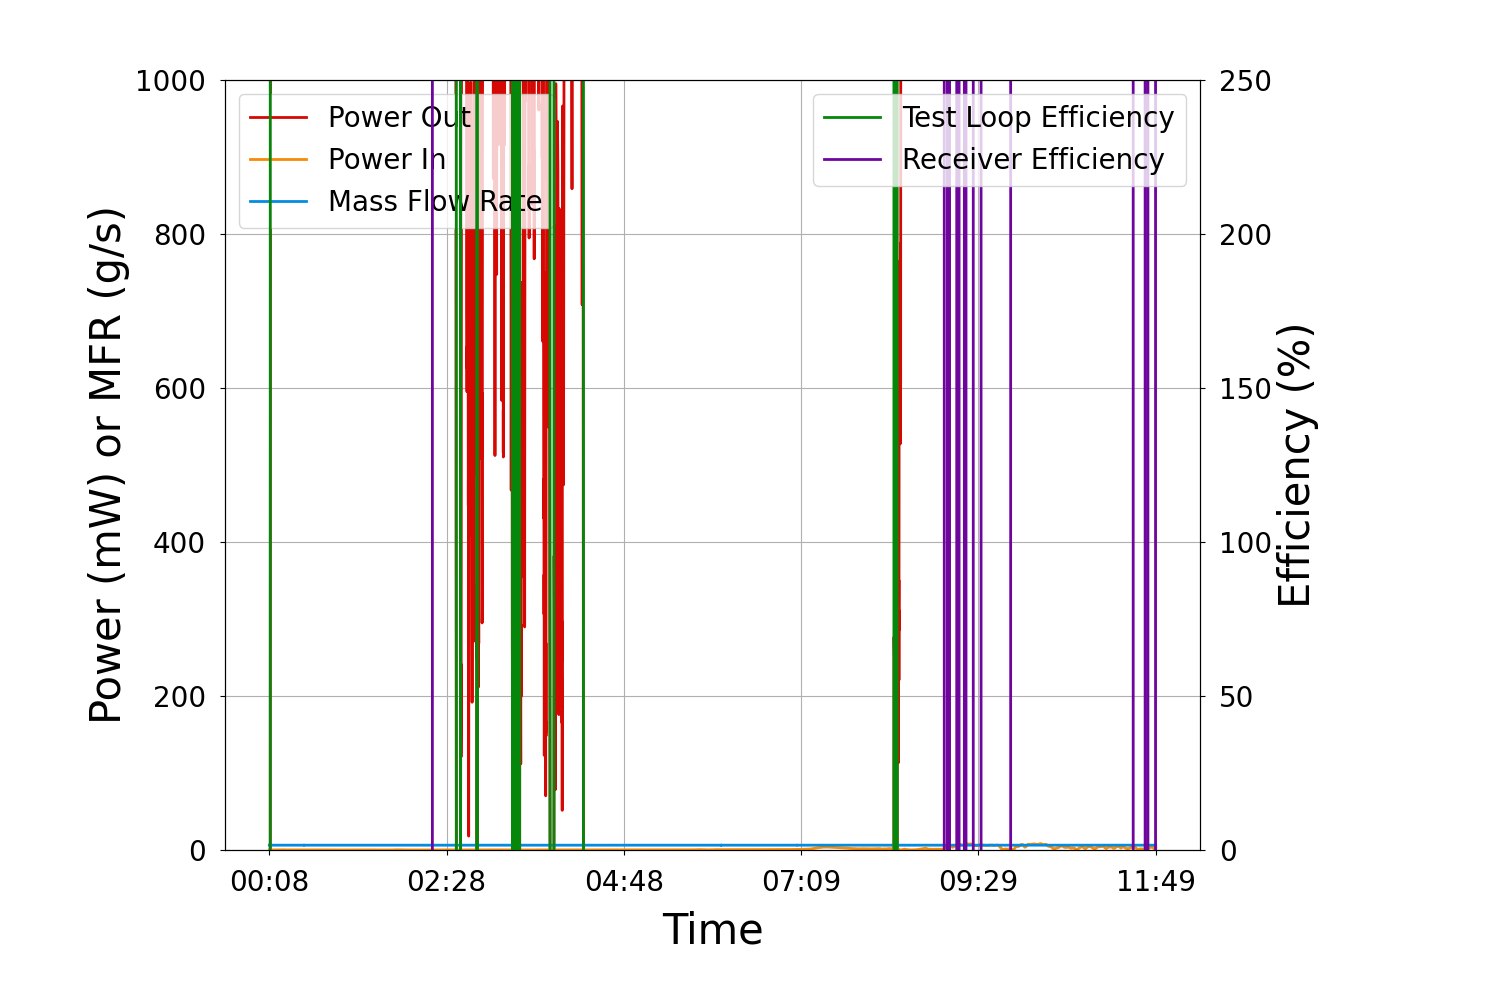 Power Out
Power In
Mass Flow Rate
Test Loop Efficiency
Receiver Efficiency
1000
800
600
400
200
0
Power (mW) or MFR (g/s)
250
200
150
100
50
0
Efficiency (%)
00:08 02:28 04:48 07:09 09:29 11:49
Time